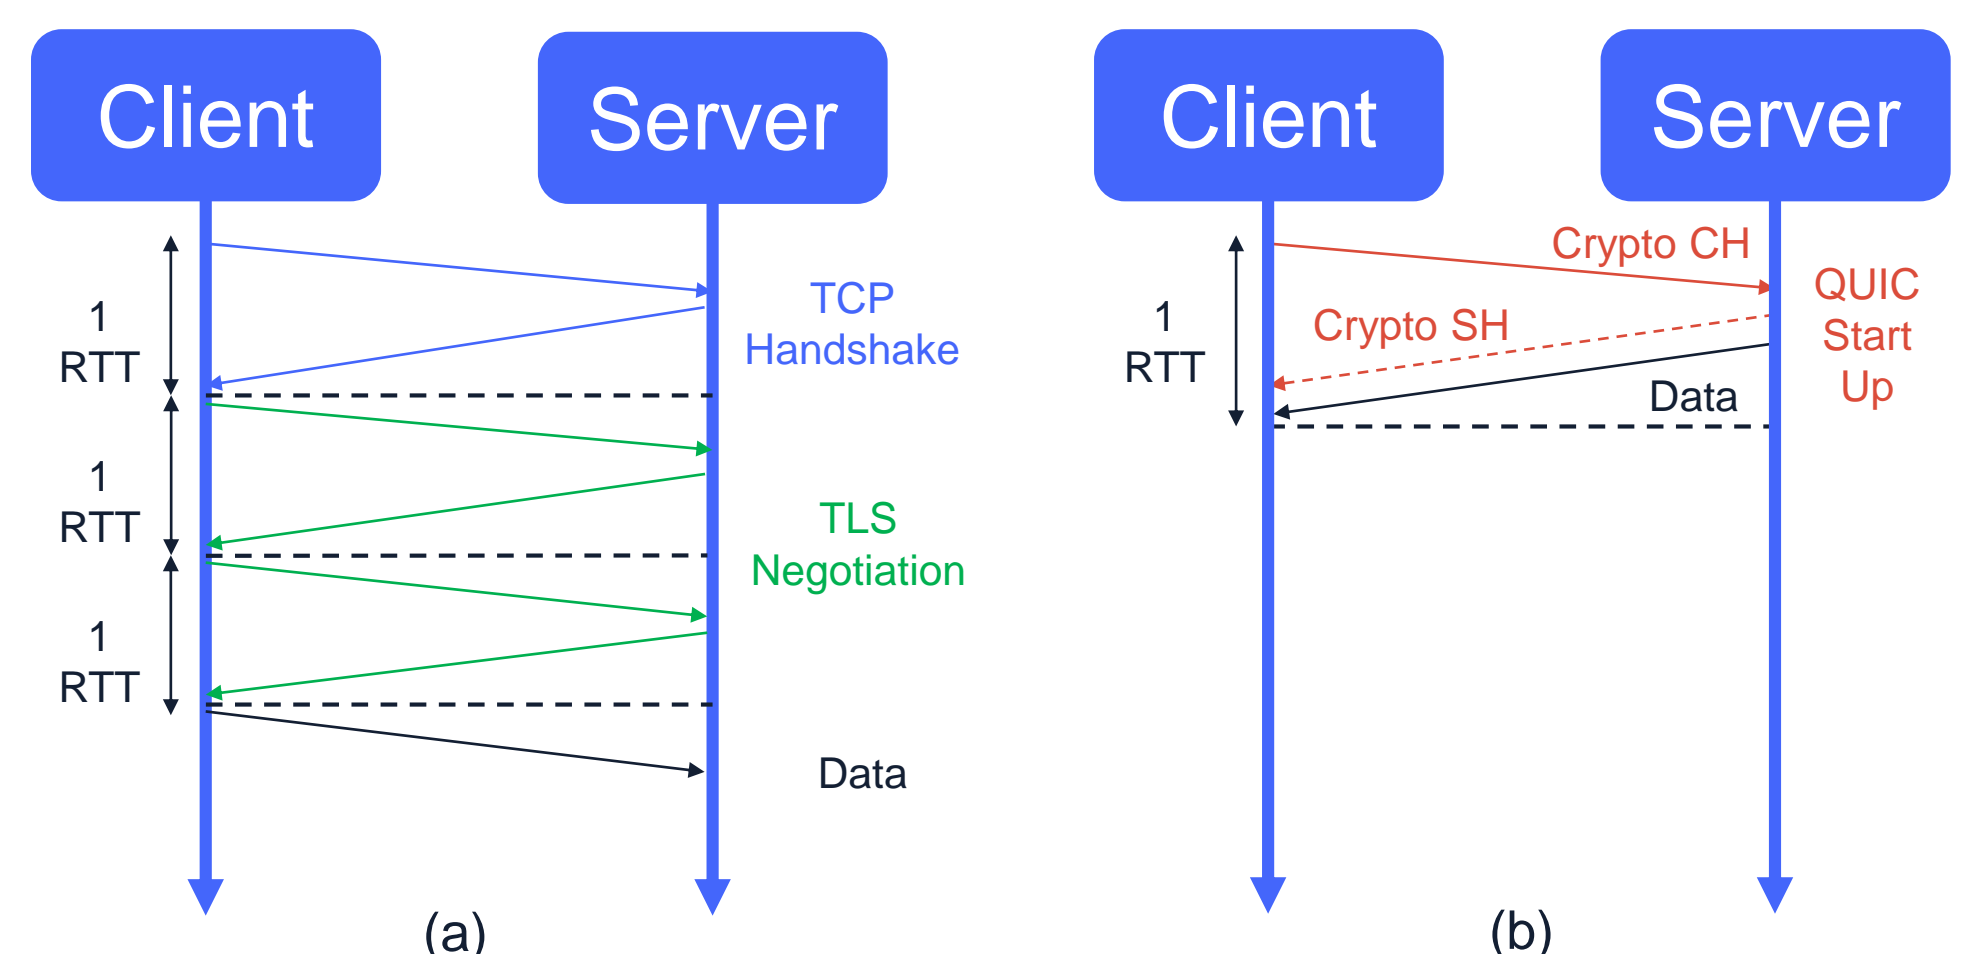 Client
Server
1
RTT
TCP
Handshake
1
RTT
TLS
Negotiation
1
RTT
Data
(a)
Client
Server
Crypto CH
QUIC
Start
Up
1
RTT
Crypto SH
Data
(b)